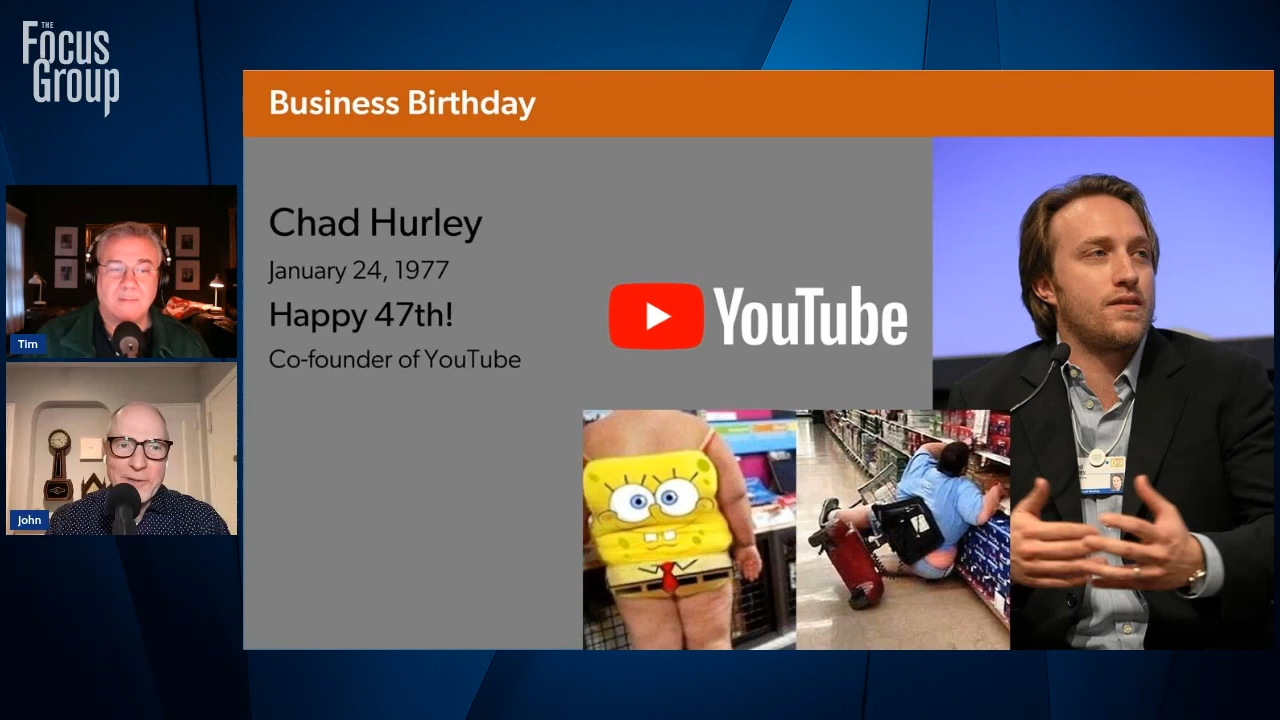 THE
Focus
Group
Business Birthday
Chad Hurley
January 24, 1977
Happy 47th!
Co-founder of YouTube
YouTube
Tim
John